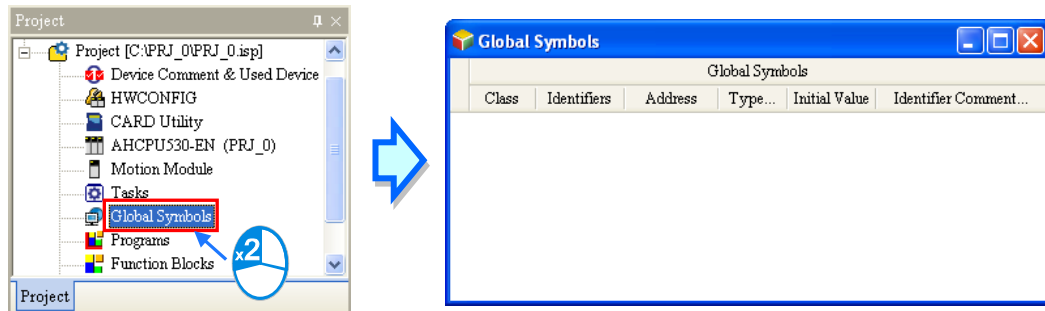 Project
Project [C:\PRJ_0\PRJ_0.isp]
Device Comment & Used Device
HWCONFIG
CARD Utility
AHCPU530-EN (PRJ_0)
Motion Module
Tasks
Global Symbols
Programs
Function Blocks
x2
Project
Global Symbols
Global Symbols
Class Identifiers Address Type... Initial Value Identifier Comment...